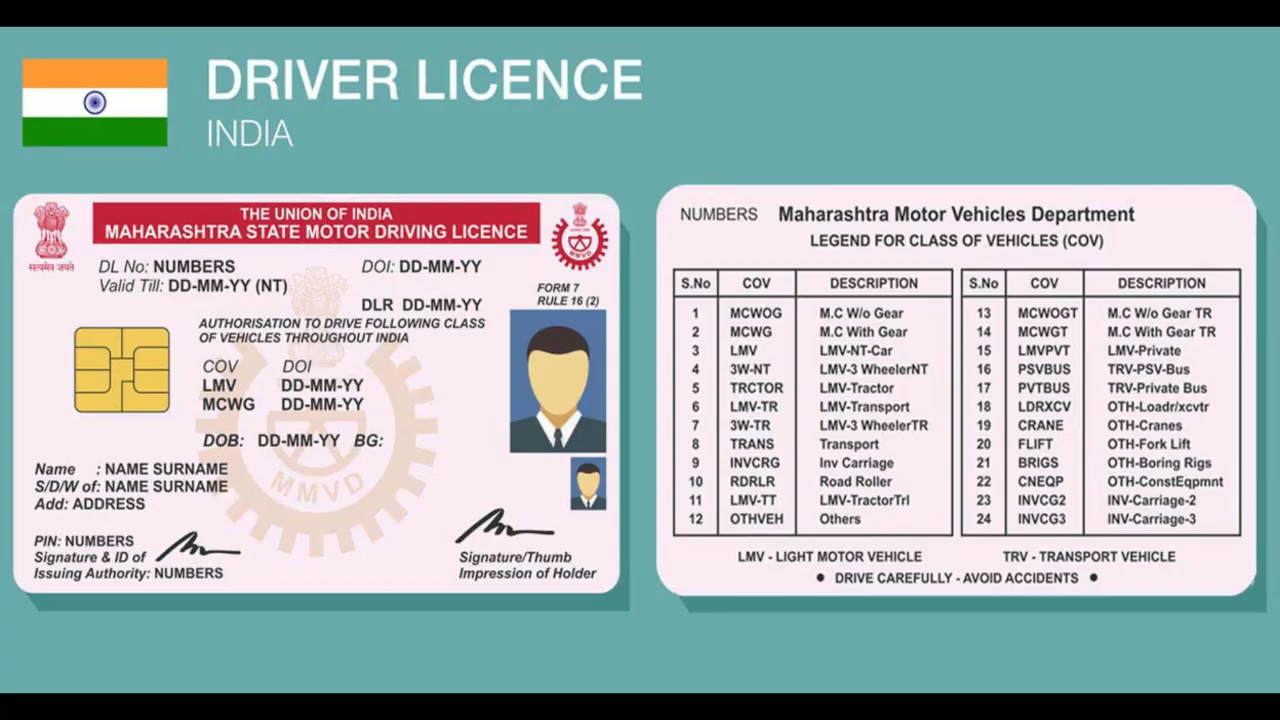 DRIVER LICENCE
INDIA
THE UNION OF INDIA
MAHARASHTRA STATE MOTOR DRIVING LICENCE
सत्यमेव जयते
MMVD
DL No: NUMBERS DOI: DD-MM-YY
Valid Till: DD-MM-YY (NT)
DLR DD-MM-YY
FORM 7
RULE 16 (2)
AUTHORISATION TO DRIVE FOLLOWING CLASS
OF VEHICLES THROUGHOUT INDIA
COV DOI
LMV DD-MM-YY
MCWG DD-MM-YY
DOB: DD-MM-YY BG:
MMVD
Name : NAME SURNAME
S/D/W of: NAME SURNAME
Add: ADDRESS
PIN: NUMBERS
Signature & ID of
Issuing Authority: NUMBERS
Signature/Thumb
Impression of Holder
NUMBERS Maharashtra Motor Vehicles Department
LEGEND FOR CLASS OF VEHICLES (COV)
S.No COV DESCRIPTION S.No COV DESCRIPTION
1 MCWOG M.C W/o Gear 13 MCWOGT M.C W/o Gear TR
2 MCWG M.C With Gear 14 MCWGT M.C With Gear TR
3 LMV LMV-NT-Car 15 LMVPVT LMV-Private
4 3W-NT LMV-3 WheelerNT 16 PSVBUS TRV-PSV-Bus
5 TRCTOR LMV-Tractor 17 PVTBUS TRV-Private Bus
6 LMV-TR LMV-Transport 18 LDRXCV OTH-Loadr/xcvtr
7 3W-TR LMV-3 WheelerTR 19 CRANE OTH-Cranes
8 TRANS Transport 20 FLIFT OTH-Fork Lift
9 INVCRG Inv Carriage 21 BRIGS OTH-Boring Rigs
10 RDRLR Road Roller 22 CNEQP OTH-ConstEqpmnt
11 LMV-TT LMV-TractorTrl 23 INVCG2 INV-Carriage-2
12 OTHVEH Others 24 INVCG3 INV-Carriage-3
LMV - LIGHT MOTOR VEHICLE TRV - TRANSPORT VEHICLE
● DRIVE CAREFULLY - AVOID ACCIDENTS ●